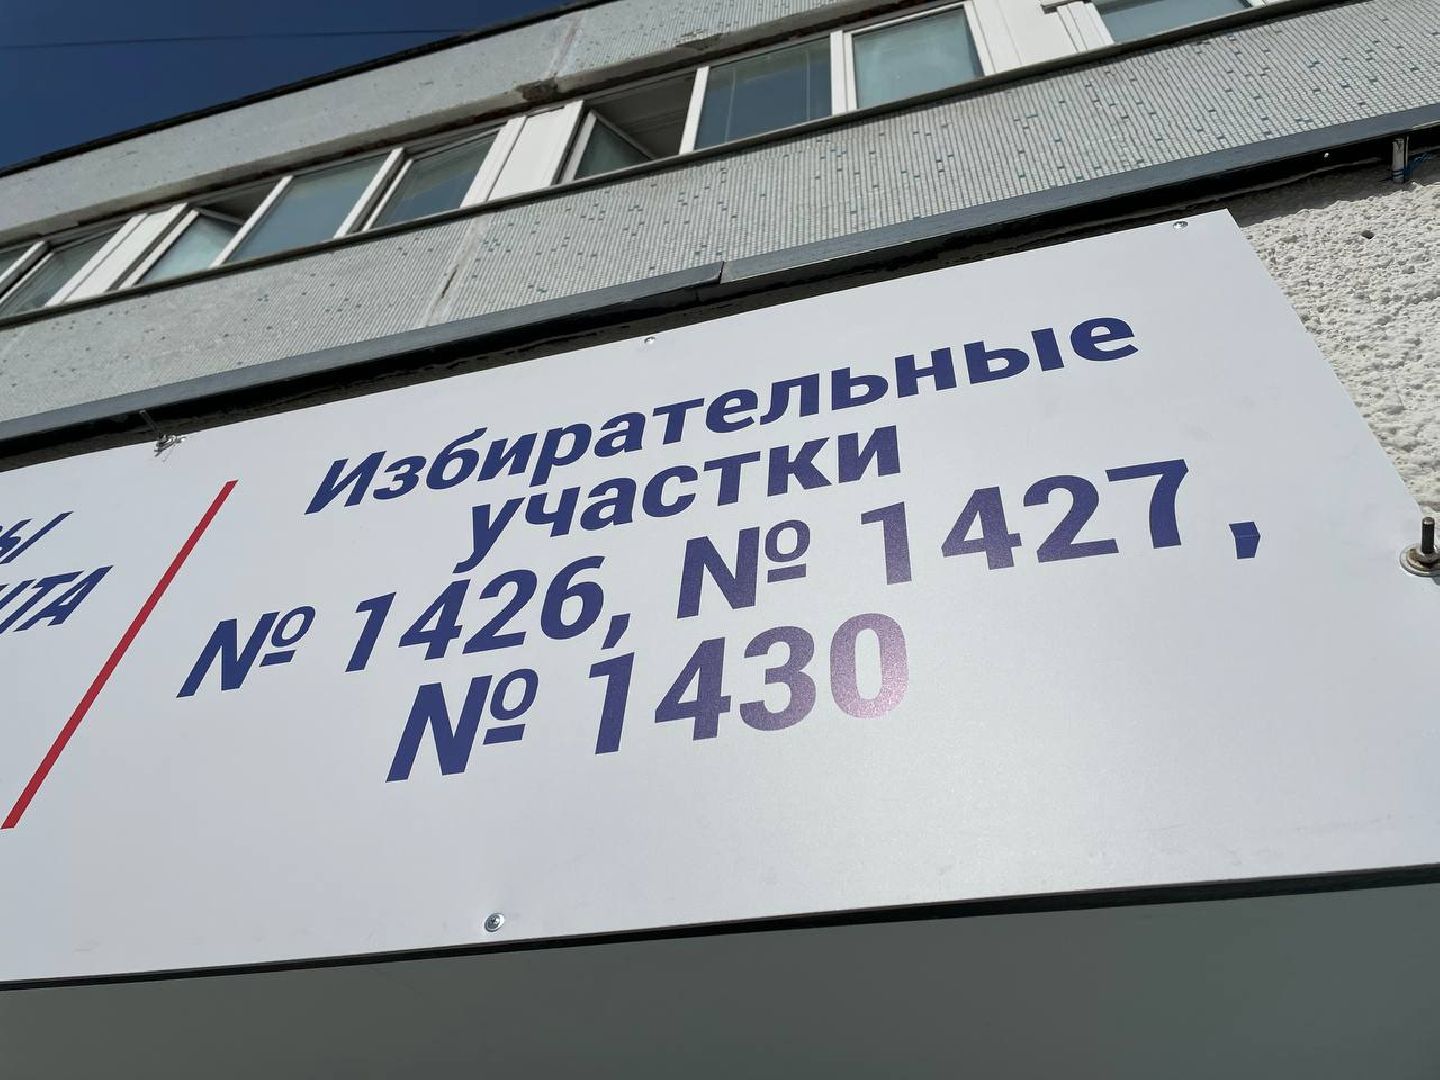 Избирательные
участки
№ 1426, № 1427,
№ 1430